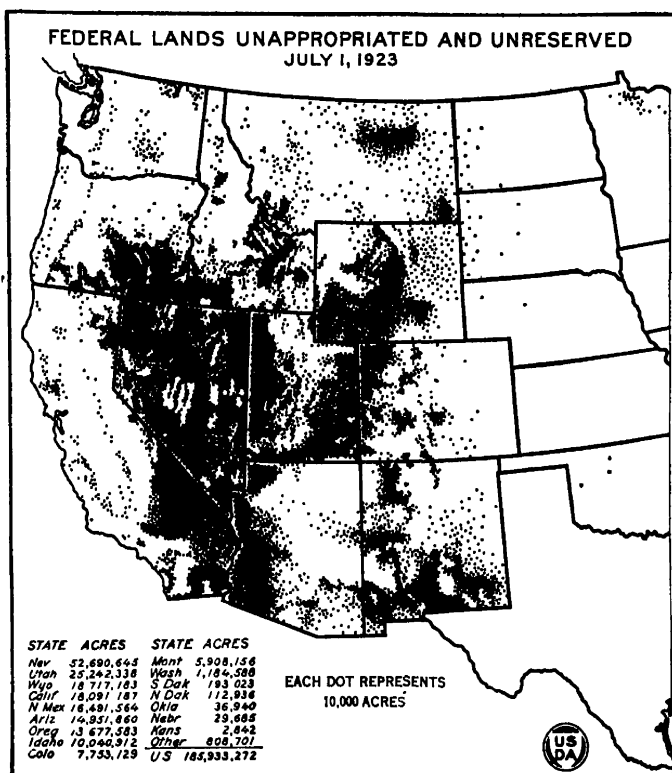 FEDERAL LANDS UNAPPROPRIATED AND UNRESERVED
JULY 1, 1923
STATE ACRES STATE ACRES
Nev 52,690,645 Mont 5,908,156
Utah 25,242,338 Wash 1,184,588
Wyo 18,717,183 S Dak 193,023
Calif 18,091,187 N Dak 112,936
N Mex 16,491,564 Okla 36,940
Ariz 14,951,860 Nebr 29,685
Oreg 13,677,583 Kans 2,842
Idaho 10,040,912 Other 808,701
Colo 7,753,129 US 185,933,272
EACH DOT REPRESENTS
10,000 ACRES
US
DA